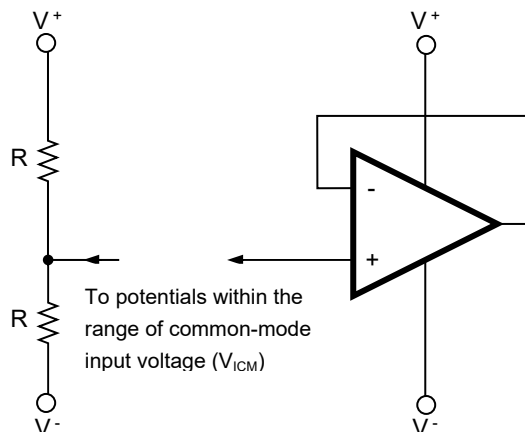 V+
V+
R
-
+
To potentials within the
range of common-mode
input voltage (VICM)
R
V-
V-